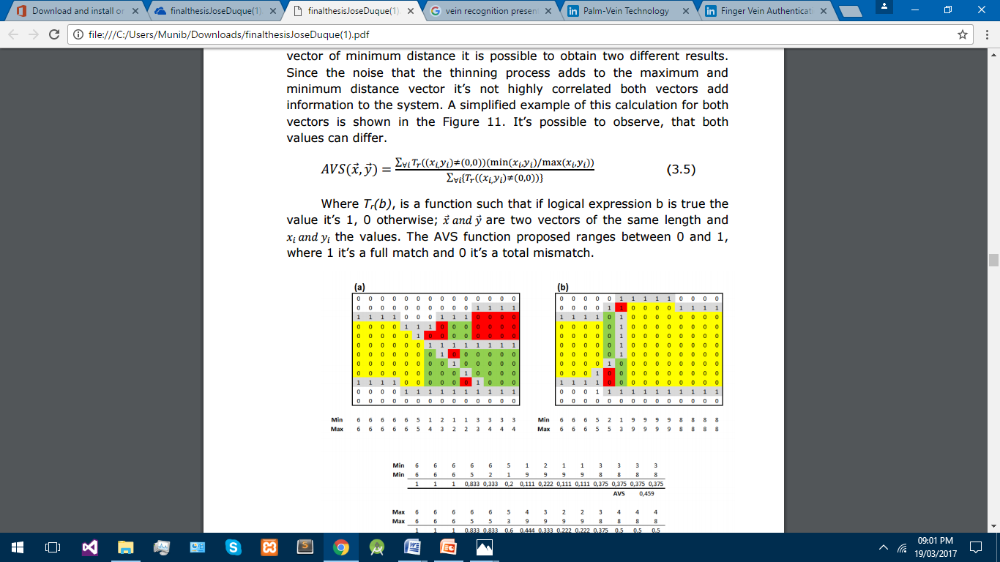 Download and install or
finalthesisJoseDuque(1)
finalthesisJoseDuque(1).
vein recognition presen
Palm-Vein Technology
Finger Vein Authenticati
file:///C:/Users/Munib/Downloads/finalthesisJoseDuque(1).pdf
vector of minimum distance it is possible to obtain two different results.
Since the noise that the thinning process adds to the maximum and
minimum distance vector it's not highly correlated both vectors add
information to the system. A simplified example of this calculation for both
vectors is shown in the Figure 11. It's possible to observe, that both
values can differ.
AVS(x⃗, y⃗) = ∑∀i Tr((xi,yi)≠(0,0))(min(xi,yi)/max(xi,yi)) / ∑∀i{Tr((xi,yi)≠(0,0))} (3.5)
Where Tr(b), is a function such that if logical expression b is true the
value it's 1, 0 otherwise; x⃗ and y⃗ are two vectors of the same length and
xi and yi the values. The AVS function proposed ranges between 0 and 1,
where 1 it's a full match and 0 it's a total mismatch.
(a)
0 0 0 0 0 0 0 0 0 0 0 0 0 0
0 0 0 0 0 0 0 0 0 0 1 1 1 1
1 1 1 1 0 0 0 1 1 1 0 0 0 0
0 0 0 0 1 1 1 0 0 0 0 0 0 0
0 0 0 0 0 1 0 0 0 0 0 0 0 0
0 0 0 0 0 0 1 1 1 1 1 1 1 1
0 0 0 0 0 0 0 1 0 0 0 0 0 0
0 0 0 0 0 0 0 0 1 0 0 0 0 0
0 0 0 0 0 0 0 0 0 1 0 0 0 0
1 1 1 1 0 0 0 0 0 0 1 0 0 0
0 0 0 0 1 1 1 1 1 1 1 1 1 1
0 0 0 0 0 0 0 0 0 0 0 0 0 0
Min 6 6 6 6 6 5 1 2 1 1 3 3 3 3
Max 6 6 6 6 6 5 4 3 2 2 3 4 4 4
(b)
0 0 0 0 0 1 1 1 1 1 0 0 0 0
0 0 0 0 1 1 0 0 0 0 1 1 1 1
1 1 1 1 0 1 0 0 0 0 0 0 0 0
0 0 0 0 0 1 0 0 0 0 0 0 0 0
0 0 0 0 0 1 0 0 0 0 0 0 0 0
0 0 0 0 0 1 0 0 0 0 0 0 0 0
0 0 0 0 0 1 0 0 0 0 0 0 0 0
0 0 0 0 1 0 0 0 0 0 0 0 0 0
0 0 0 1 0 0 0 0 0 0 0 0 0 0
1 1 1 1 0 0 0 0 0 0 0 0 0 0
0 0 0 1 1 1 1 1 1 1 1 1 1 1
0 0 0 0 0 0 0 0 0 0 0 0 0 0
Min 6 6 6 5 2 1 9 9 9 9 8 8 8 8
Max 6 6 6 5 5 3 9 9 9 9 8 8 8 8
Min 6 6 6 6 6 5 1 2 1 1 3 3 3 3
Min 6 6 6 5 2 1 9 9 9 9 8 8 8 8
1 1 1 0,833 0,333 0,2 0,111 0,222 0,111 0,111 0,375 0,375 0,375 0,375
AVS 0,459
Max 6 6 6 6 6 5 4 3 2 2 3 4 4 4
Max 6 6 6 5 5 3 9 9 9 9 8 8 8 8
1 1 1 0,833 0,833 0,6 0,444 0,333 0,222 0,222 0,375 0,5 0,5 0,5
09:01 PM
19/03/2017